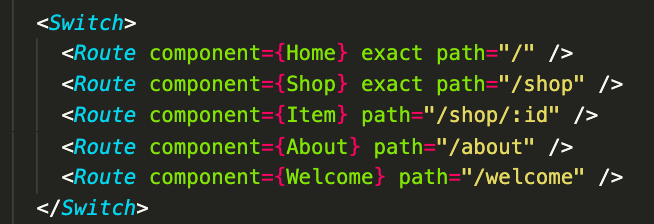 <Switch>
<Route component={Home} exact path="/" />
<Route component={Shop} exact path="/shop" />
<Route component={Item} path="/shop/:id" />
<Route component={About} path="/about" />
<Route component={Welcome} path="/welcome" />
</Switch>